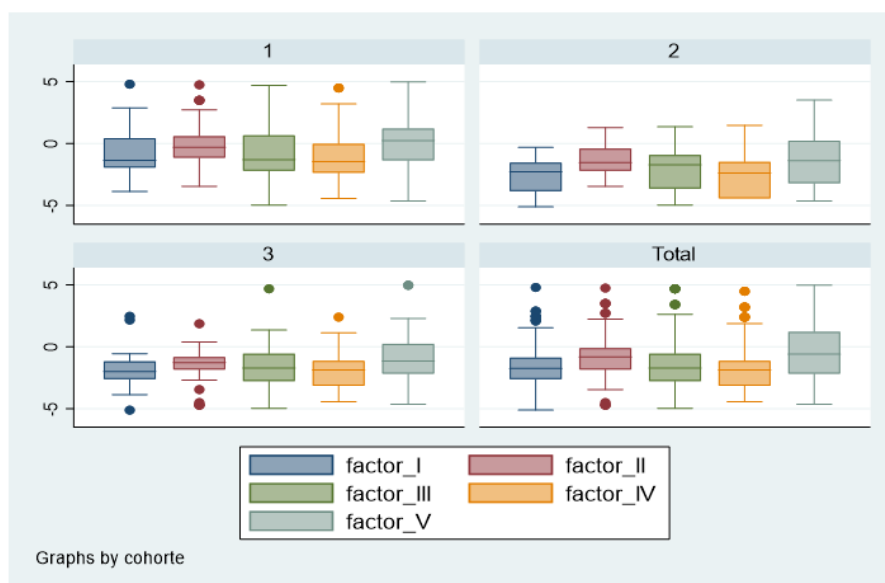 1 2
5
0
-5
3 Total
5
0
-5
factor_I factor_II
factor_III factor_IV
factor_V
Graphs by cohorte